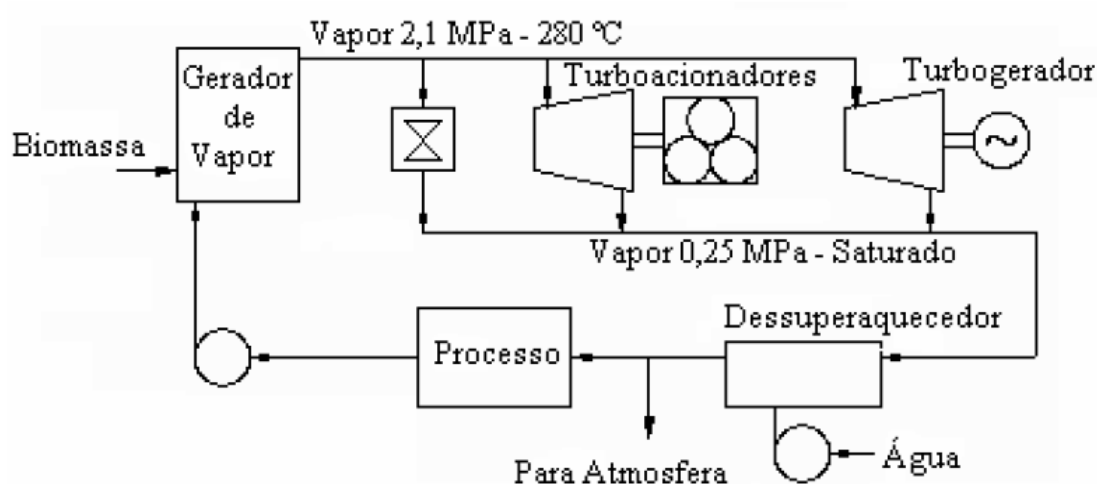 Vapor 2,1 MPa - 280 ºC
Gerador
de
Vapor
Turboacionadores
Turbogerador
Biomassa
~
Vapor 0,25 MPa - Saturado
Dessuperaquecedor
Processo
Para Atmosfera
Água